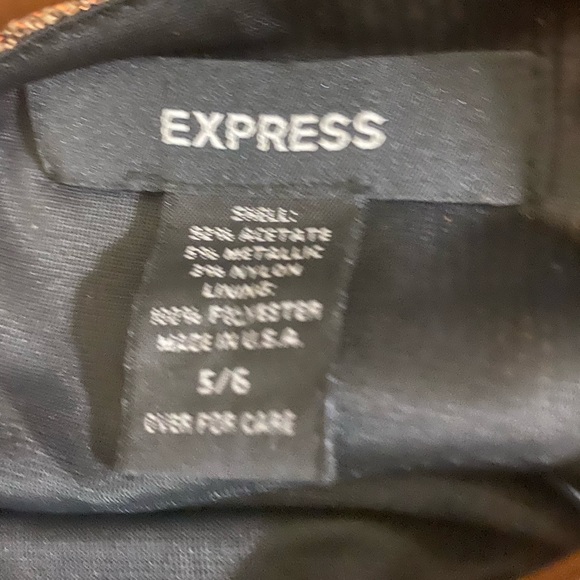 EXPRESS
SHELL:
92% ACETATE
5% METALLIC
3% NYLON
LINING:
100% POLYESTER
MADE IN U.S.A.
5/6
OVER FOR CARE